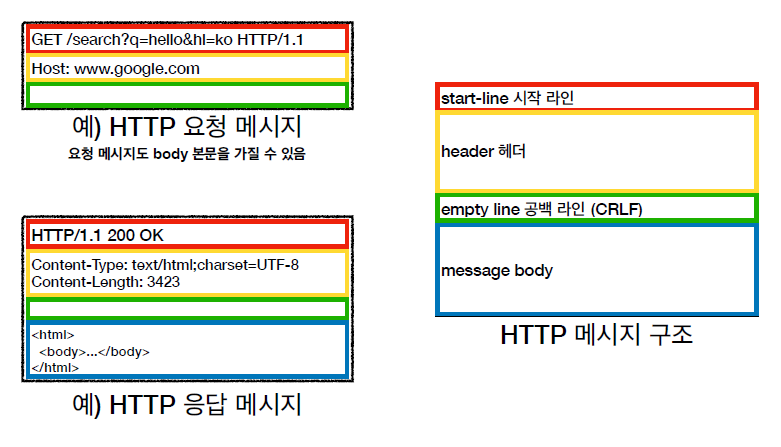 GET /search?q=hello&hl=ko HTTP/1.1
Host: www.google.com
예) HTTP 요청 메시지
요청 메시지도 body 본문을 가질 수 있음
HTTP/1.1 200 OK
Content-Type: text/html;charset=UTF-8
Content-Length: 3423
<html>
<body>...</body>
</html>
예) HTTP 응답 메시지
start-line 시작 라인
header 헤더
empty line 공백 라인 (CRLF)
message body
HTTP 메시지 구조